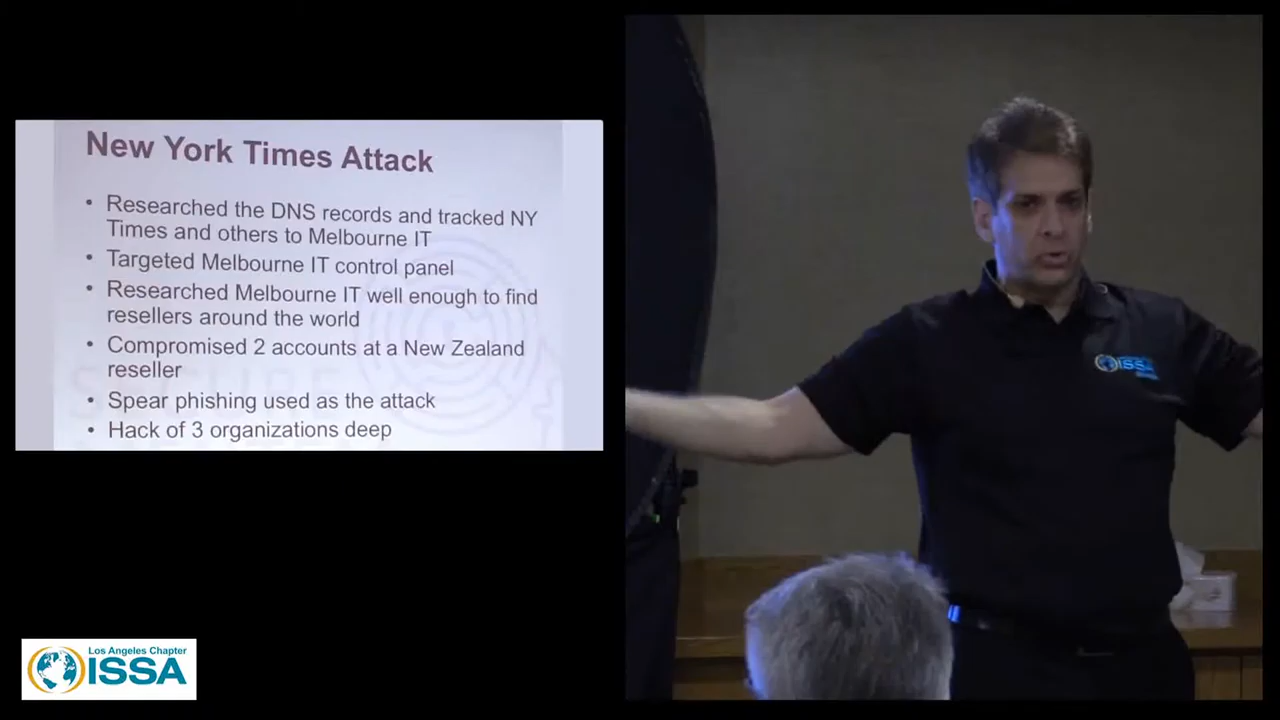 New York Times Attack
• Researched the DNS records and tracked NY
Times and others to Melbourne IT
• Targeted Melbourne IT control panel
• Researched Melbourne IT well enough to find
resellers around the world
• Compromised 2 accounts at a New Zealand
reseller
• Spear phishing used as the attack
• Hack of 3 organizations deep
ISSA
Los Angeles Chapter
ISSA